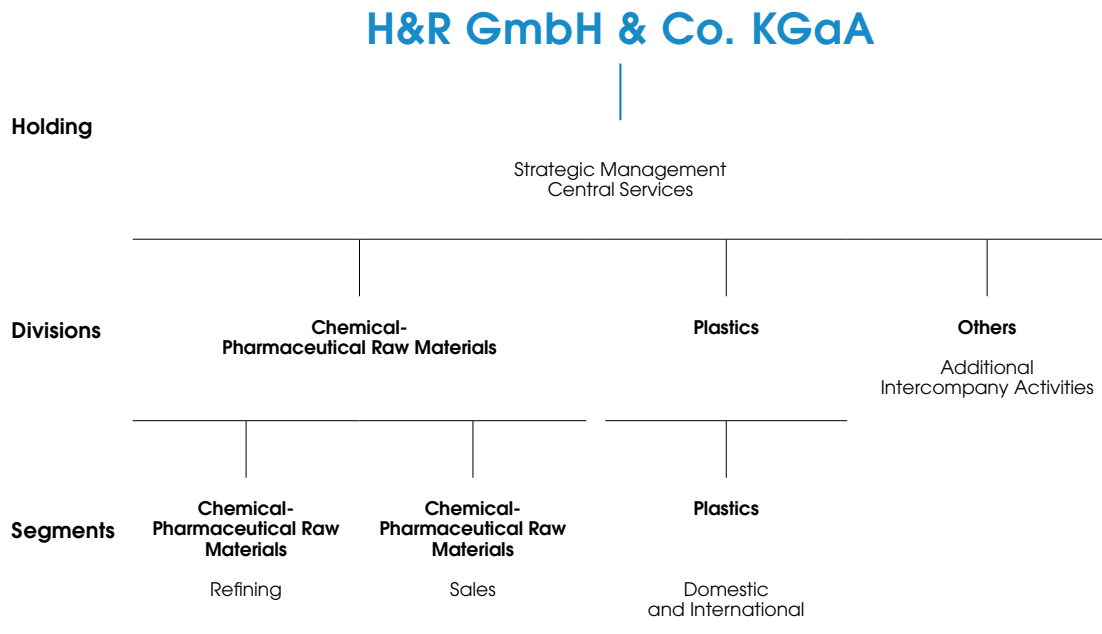 H&R GmbH & Co. KGaA
Holding
Strategic Management
Central Services
Divisions
Chemical-
Pharmaceutical Raw Materials
Plastics
Others
Additional
Intercompany Activities
Segments
Chemical-
Pharmaceutical Raw
Materials
Refining
Chemical-
Pharmaceutical Raw
Materials
Sales
Plastics
Domestic
and International